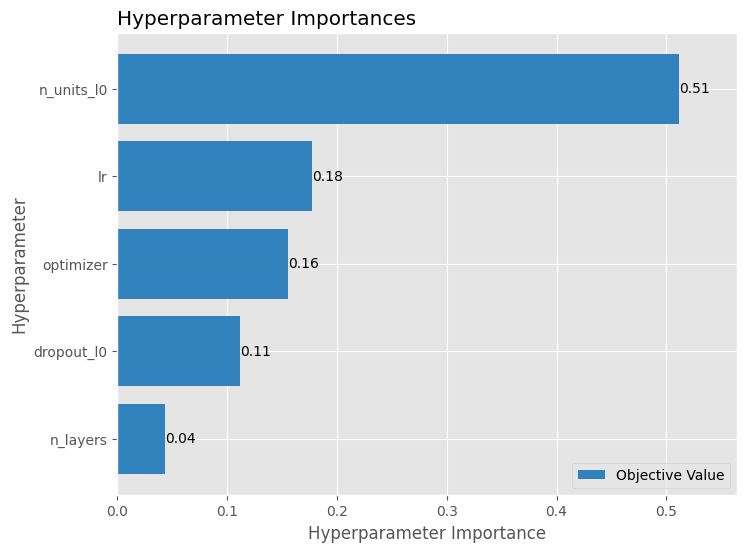 Hyperparameter Importances
Hyperparameter
n_units_l0
0.51
lr
0.18
optimizer
0.16
dropout_l0
0.11
n_layers
0.04
Objective Value
0.0 0.1 0.2 0.3 0.4 0.5
Hyperparameter Importance